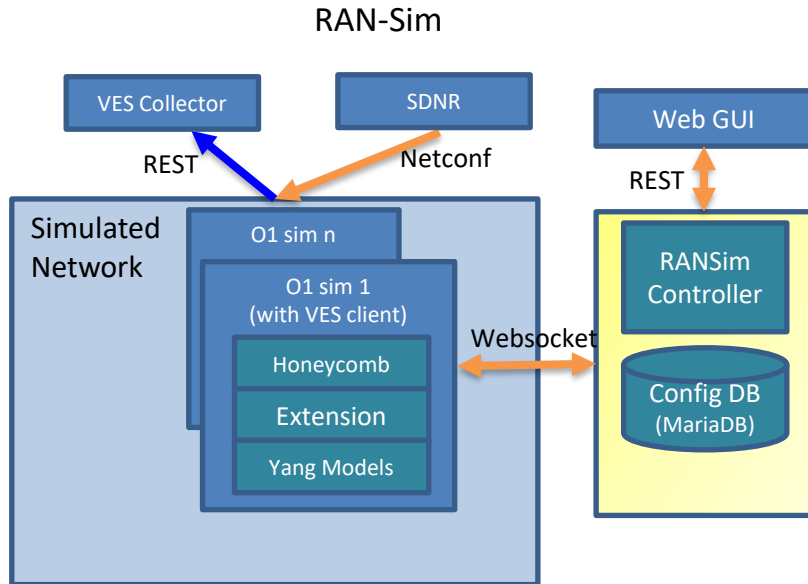 RAN-Sim
VES Collector
SDNR
Web GUI
REST
Netconf
REST
Simulated
Network
O1 sim n
O1 sim 1
(with VES client)
Honeycomb
Extension
Yang Models
Websocket
RANSim
Controller
Config DB
(MariaDB)